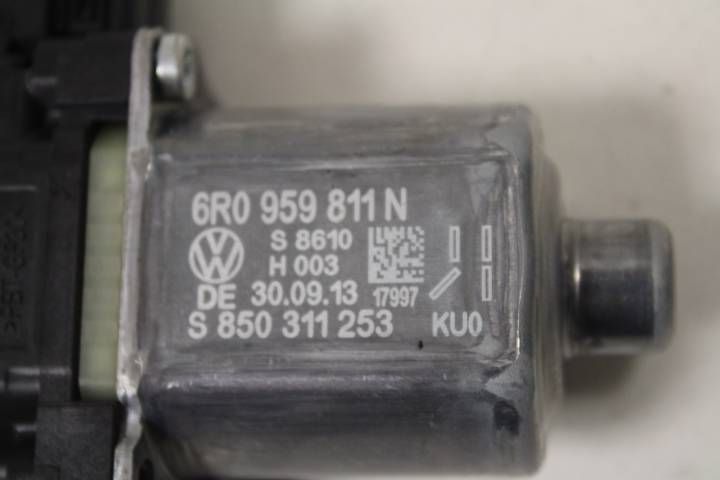 6R0 959 811 N
S 8610
H 003
DE 30.09.13 17997
S 850 311 253 KU0